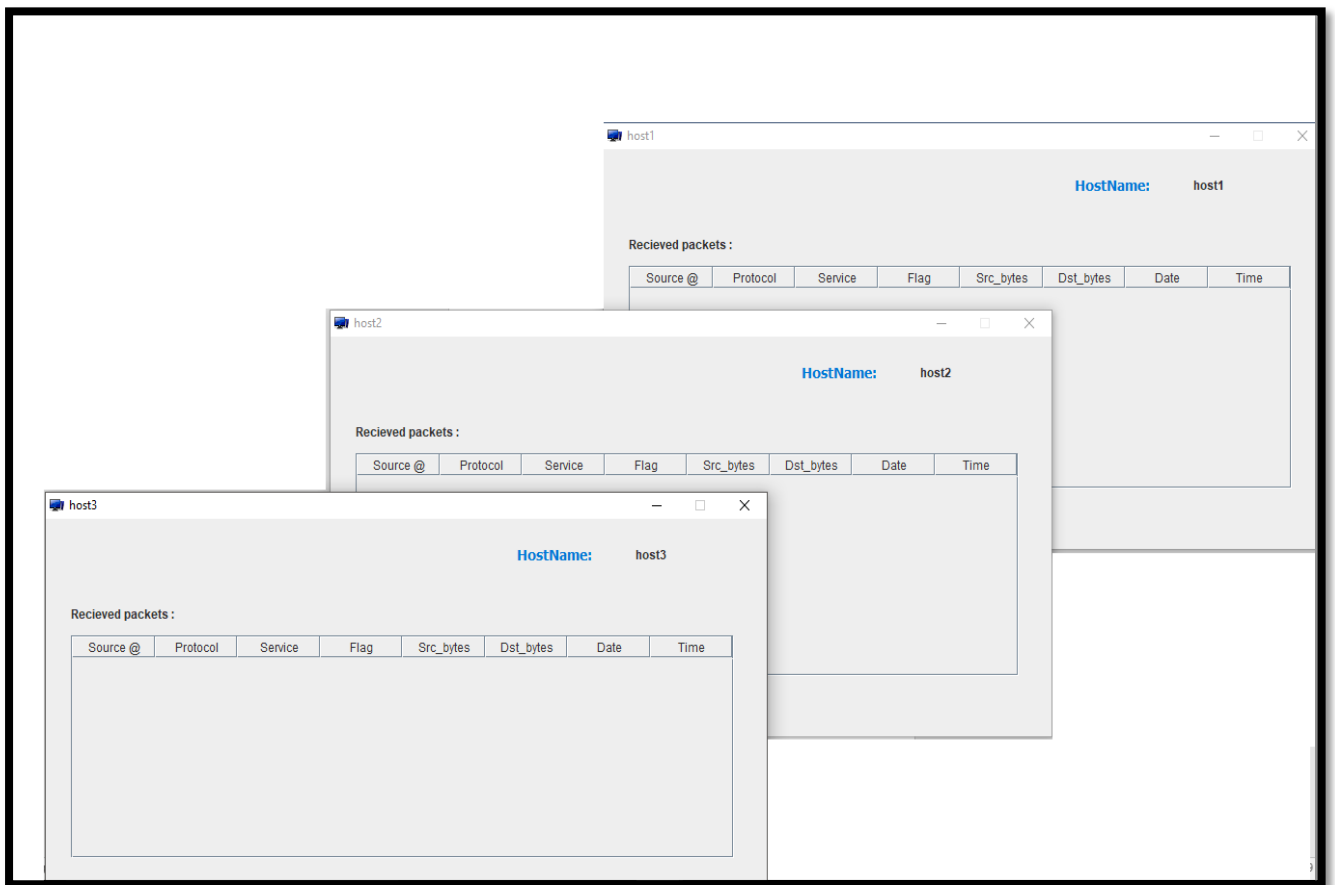 host1
HostName: host1
Recieved packets :
Source @ Protocol Service Flag Src_bytes Dst_bytes Date Time
host2
HostName: host2
Recieved packets :
Source @ Protocol Service Flag Src_bytes Dst_bytes Date Time
host3
HostName: host3
Recieved packets :
Source @ Protocol Service Flag Src_bytes Dst_bytes Date Time